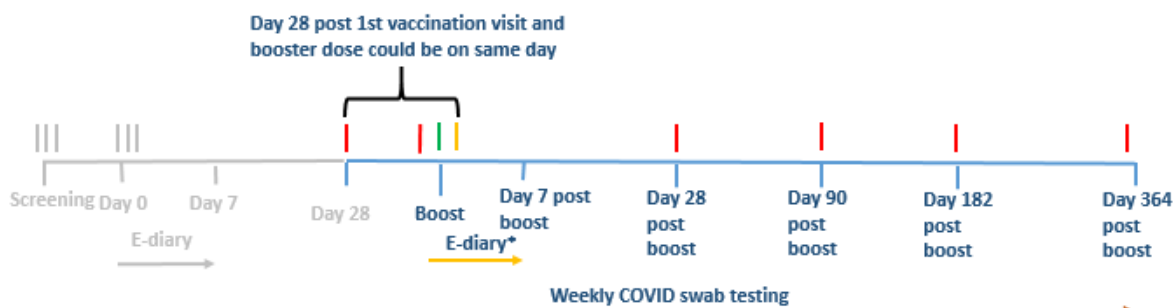 Day 28 post 1st vaccination visit and
booster dose could be on same day
Screening
Day 0
Day 7
Day 28
Boost
Day 7 post
boost
Day 28
post
boost
Day 90
post
boost
Day 182
post
boost
Day 364
post
boost
E-diary
E-diary*
Weekly COVID swab testing